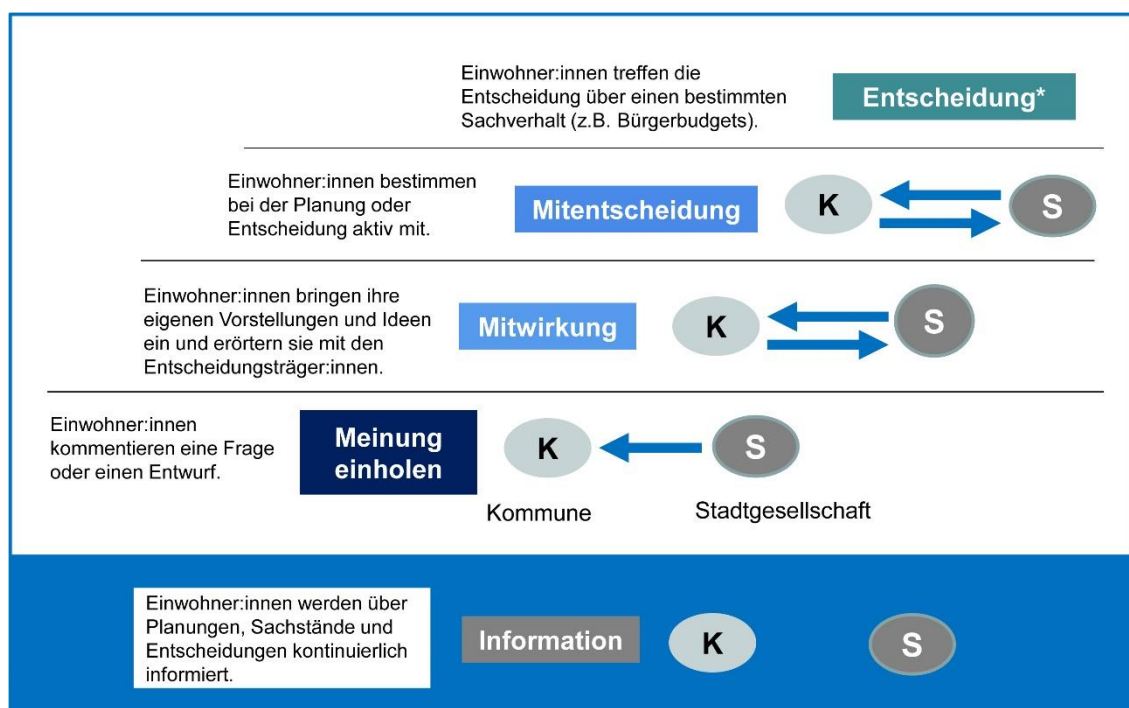 Einwohner:innen treffen die
Entscheidung über einen bestimmten
Sachverhalt (z.B. Bürgerbudgets).
Entscheidung*
Einwohner:innen bestimmen
bei der Planung oder
Entscheidung aktiv mit.
Mitentscheidung
K
S
Einwohner:innen bringen ihre
eigenen Vorstellungen und Ideen
ein und erörtern sie mit den
Entscheidungsträger:innen.
Mitwirkung
K
S
Einwohner:innen
kommentieren eine Frage
oder einen Entwurf.
Meinung
einholen
K
S
Kommune
Stadtgesellschaft
Einwohner:innen werden über
Planungen, Sachstände und
Entscheidungen kontinuierlich
informiert.
Information
K
S